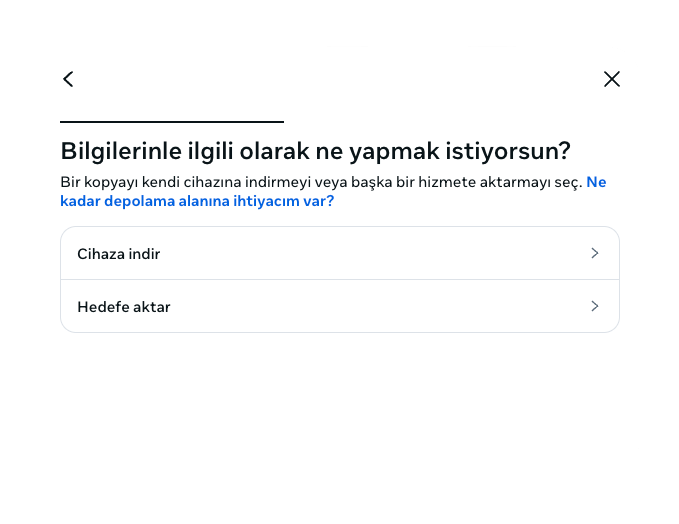 Bilgilerinle ilgili olarak ne yapmak istiyorsun?
Bir kopyayı kendi cihazına indirmeyi veya başka bir hizmete aktarmayı seç. Ne
kadar depolama alanına ihtiyacım var?
Cihaza indir
Hedefe aktar